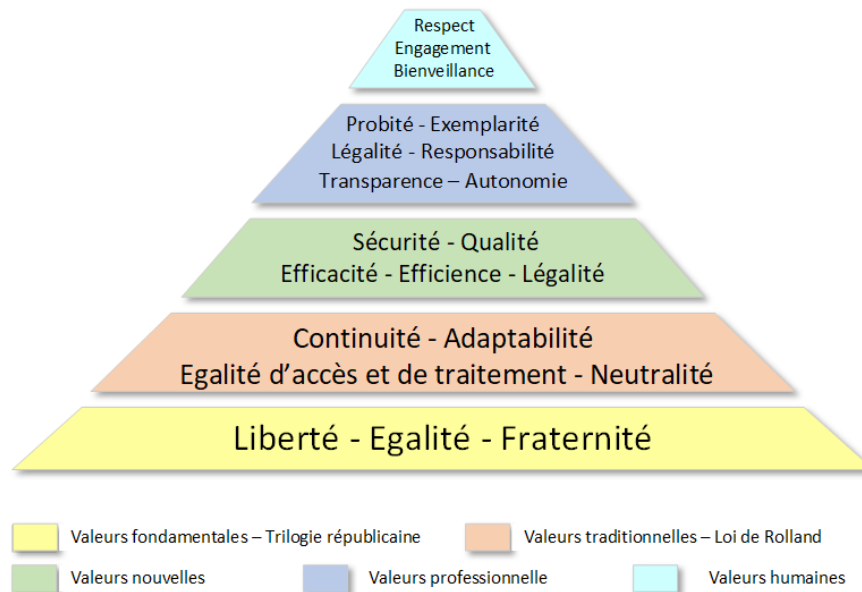 Respect
Engagement
Bienveillance
Probité - Exemplarité
Légalité - Responsabilité
Transparence – Autonomie
Sécurité - Qualité
Efficacité - Efficience - Légalité
Continuité - Adaptabilité
Egalité d’accès et de traitement - Neutralité
Liberté - Egalité - Fraternité
Valeurs fondamentales – Trilogie républicaine
Valeurs traditionnelles – Loi de Rolland
Valeurs nouvelles
Valeurs professionnelle
Valeurs humaines